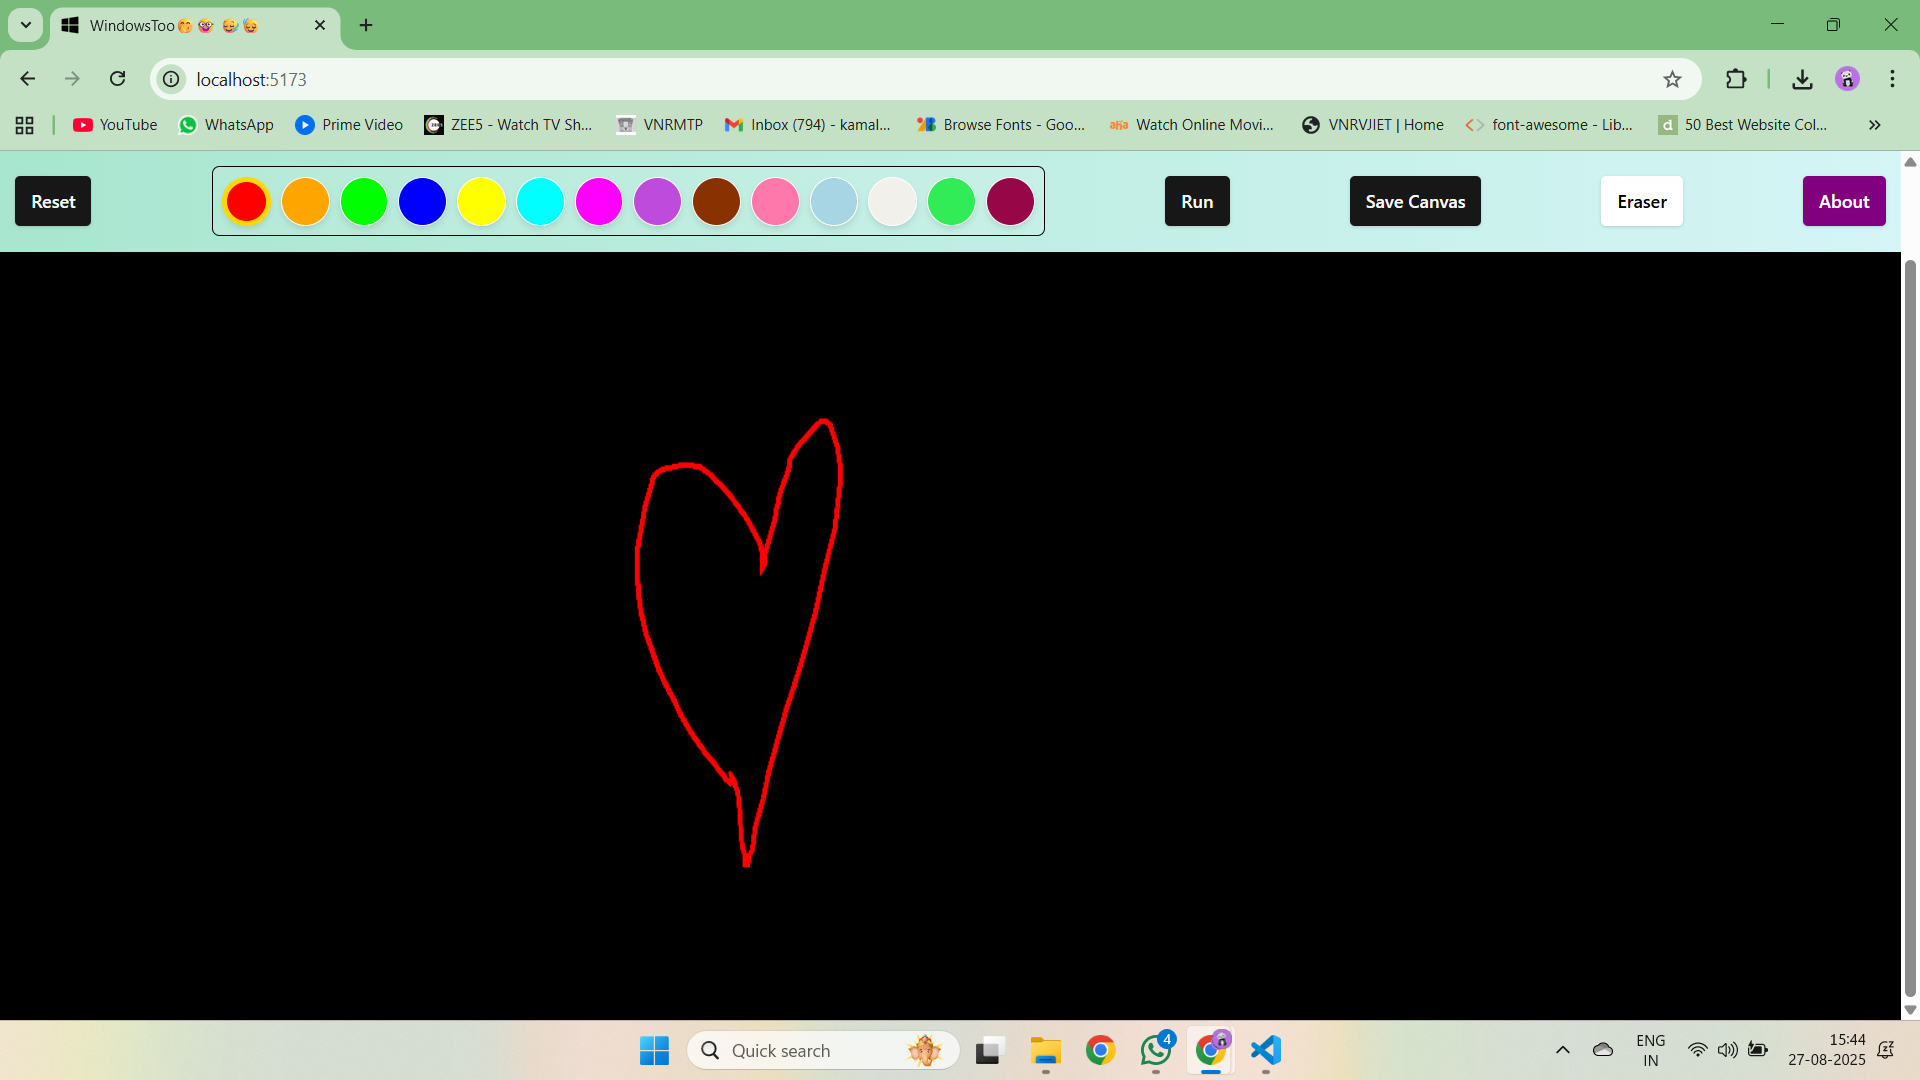 WindowsToo🤭🤓 😅🥳
localhost:5173
YouTube WhatsApp Prime Video ZEE5 - Watch TV Sh... VNRMTP Inbox (794) - kamal... Browse Fonts - Goo... aha Watch Online Movi... VNRVJIET | Home font-awesome - Lib... d 50 Best Website Col...
Reset Run Save Canvas Eraser About
Quick search
4
ENG
IN
15:44
27-08-2025